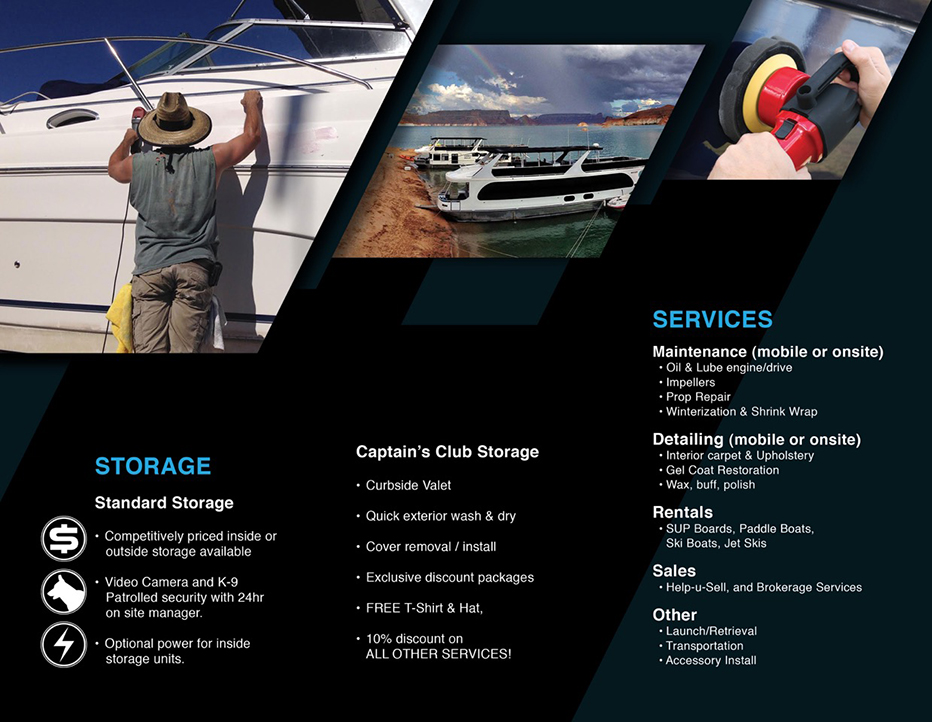 STORAGE
Standard Storage
$
• Competitively priced inside or
outside storage available
• Video Camera and K-9
Patrolled security with 24hr
on site manager.
• Optional power for inside
storage units.
Captain's Club Storage
• Curbside Valet
• Quick exterior wash & dry
• Cover removal / install
• Exclusive discount packages
• FREE T-Shirt & Hat,
• 10% discount on
ALL OTHER SERVICES!
SERVICES
Maintenance (mobile or onsite)
• Oil & Lube engine/drive
• Impellers
• Prop Repair
• Winterization & Shrink Wrap
Detailing (mobile or onsite)
• Interior carpet & Upholstery
• Gel Coat Restoration
• Wax, buff, polish
Rentals
• SUP Boards, Paddle Boats,
Ski Boats, Jet Skis
Sales
• Help-u-Sell, and Brokerage Services
Other
• Launch/Retrieval
• Transportation
• Accessory Install